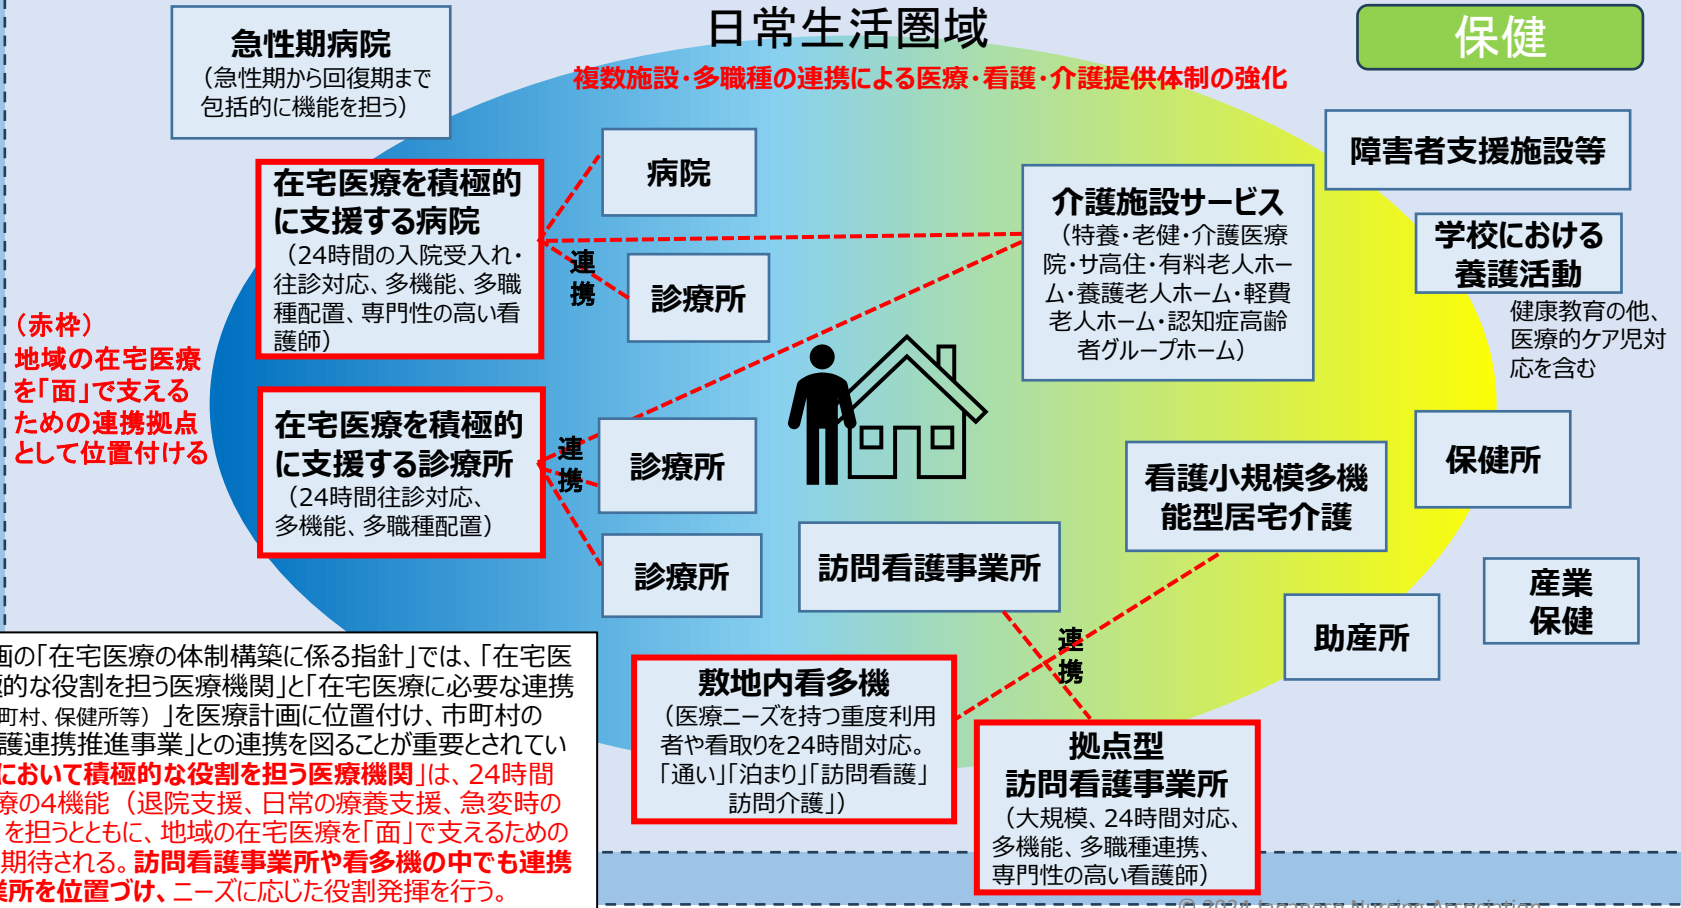 日常生活圏域
複数施設・多職種の連携による医療・看護・介護提供体制の強化
保健
急性期病院
（急性期から回復期まで
包括的に機能を担う）
在宅医療を積極的
に支援する病院
（24時間の入院受入れ・
往診対応、多機能、多職
種配置、専門性の高い看
護師）
病院
連
携
診療所
介護施設サービス
（特養・老健・介護医療
院・サ高住・有料老人ホー
ム・養護老人ホーム・軽費
老人ホーム・認知症高齢
者グループホーム）
障害者支援施設等
学校における
養護活動
健康教育の他、
医療的ケア児対
応を含む
（赤枠）
地域の在宅医療
を「面」で支える
ための連携拠点
として位置付ける
在宅医療を積極的
に支援する診療所
（24時間往診対応、
多機能、多職種配置）
連
携
診療所
診療所
訪問看護事業所
看護小規模多機
能型居宅介護
保健所
産業
保健
助産所
連
携
敷地内看多機
（医療ニーズを持つ重度利用
者や看取りを24時間対応。
「通い」「泊まり」「訪問看護」
訪問介護」）
拠点型
訪問看護事業所
（大規模、24時間対応、
多機能、多職種連携、
専門性の高い看護師）
画の「在宅医療の体制構築に係る指針」では、「在宅医
極的な役割を担う医療機関」と「在宅医療に必要な連携
町村、保健所等）」を医療計画に位置付け、市町村の
護連携推進事業」との連携を図ることが重要とされてい
において積極的な役割を担う医療機関」は、24時間
療の4機能（退院支援、日常の療養支援、急変時の
）を担うとともに、地域の在宅医療を「面」で支えるための
期待される。訪問看護事業所や看多機の中でも連携
業所を位置づけ、ニーズに応じた役割発揮を行う。
© 2024 Japanese Nursing Association